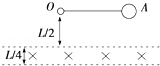 O A
L/2
L/4
× × × ×